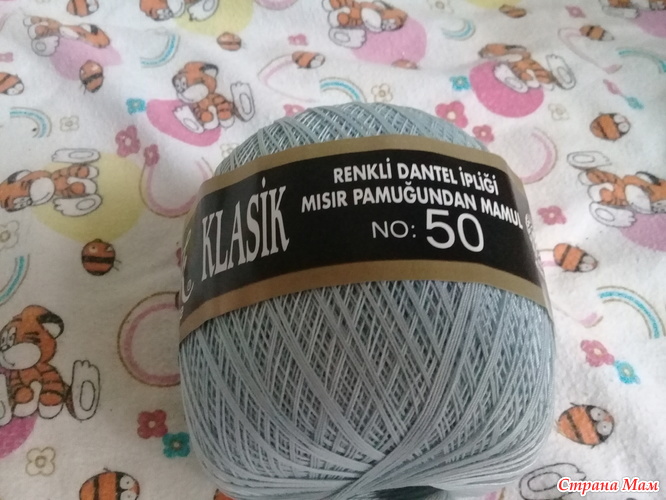 KLASİK
RENKLİ DANTEL İPLİĞİ
MISIR PAMUĞUNDAN MAMUL
NO: 50
Страна Мам